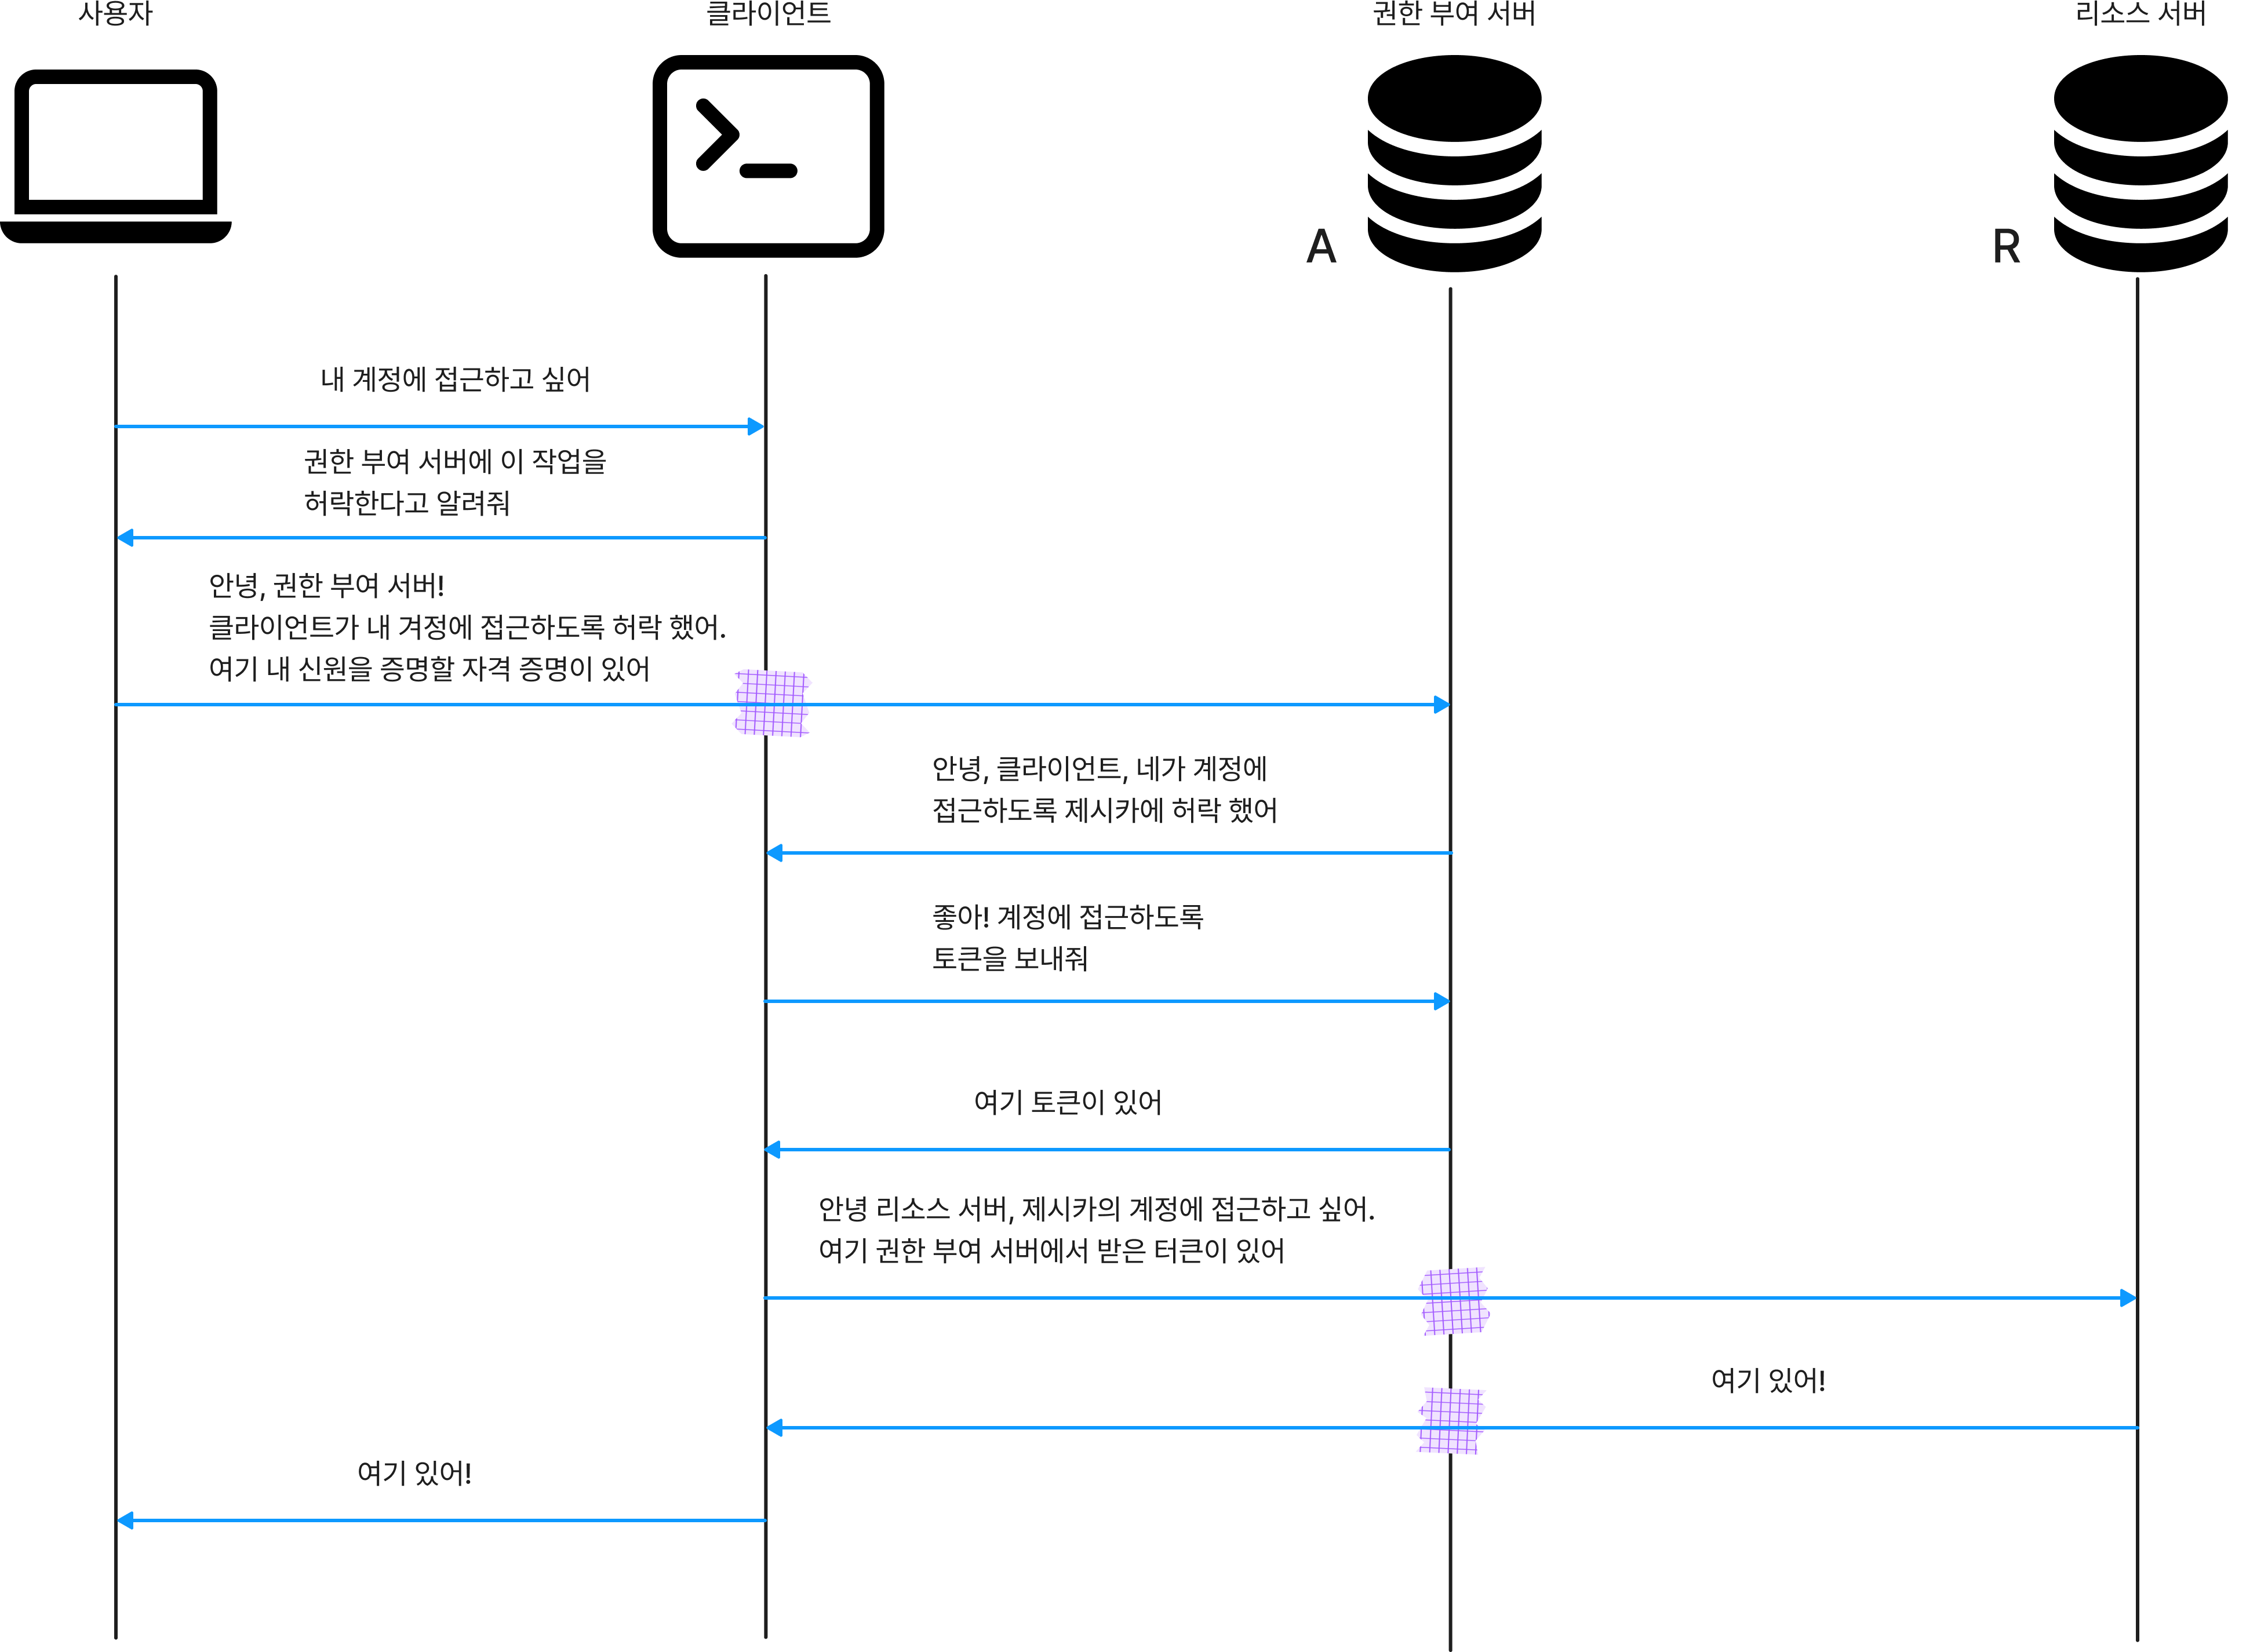 사용자
클라이언트
권한 부여 서버
리소스 서버
A
R
내 계정에 접근하고 싶어
권한 부여 서버에 이 작업을
허락한다고 알려줘
안녕, 권한 부여 서버!
클라이언트가 내 겨정에 접근하도록 허락 했어.
여기 내 신원을 증명할 자격 증명이 있어
안녕, 클라이언트, 네가 계정에
접근하도록 제시카에 허락 했어
좋아! 계정에 접근하도록
토큰을 보내줘
여기 토큰이 있어
안녕 리소스 서버, 제시카의 계정에 접근하고 싶어.
여기 권한 부여 서버에서 받은 터큰이 있어
여기 있어!
여기 있어!